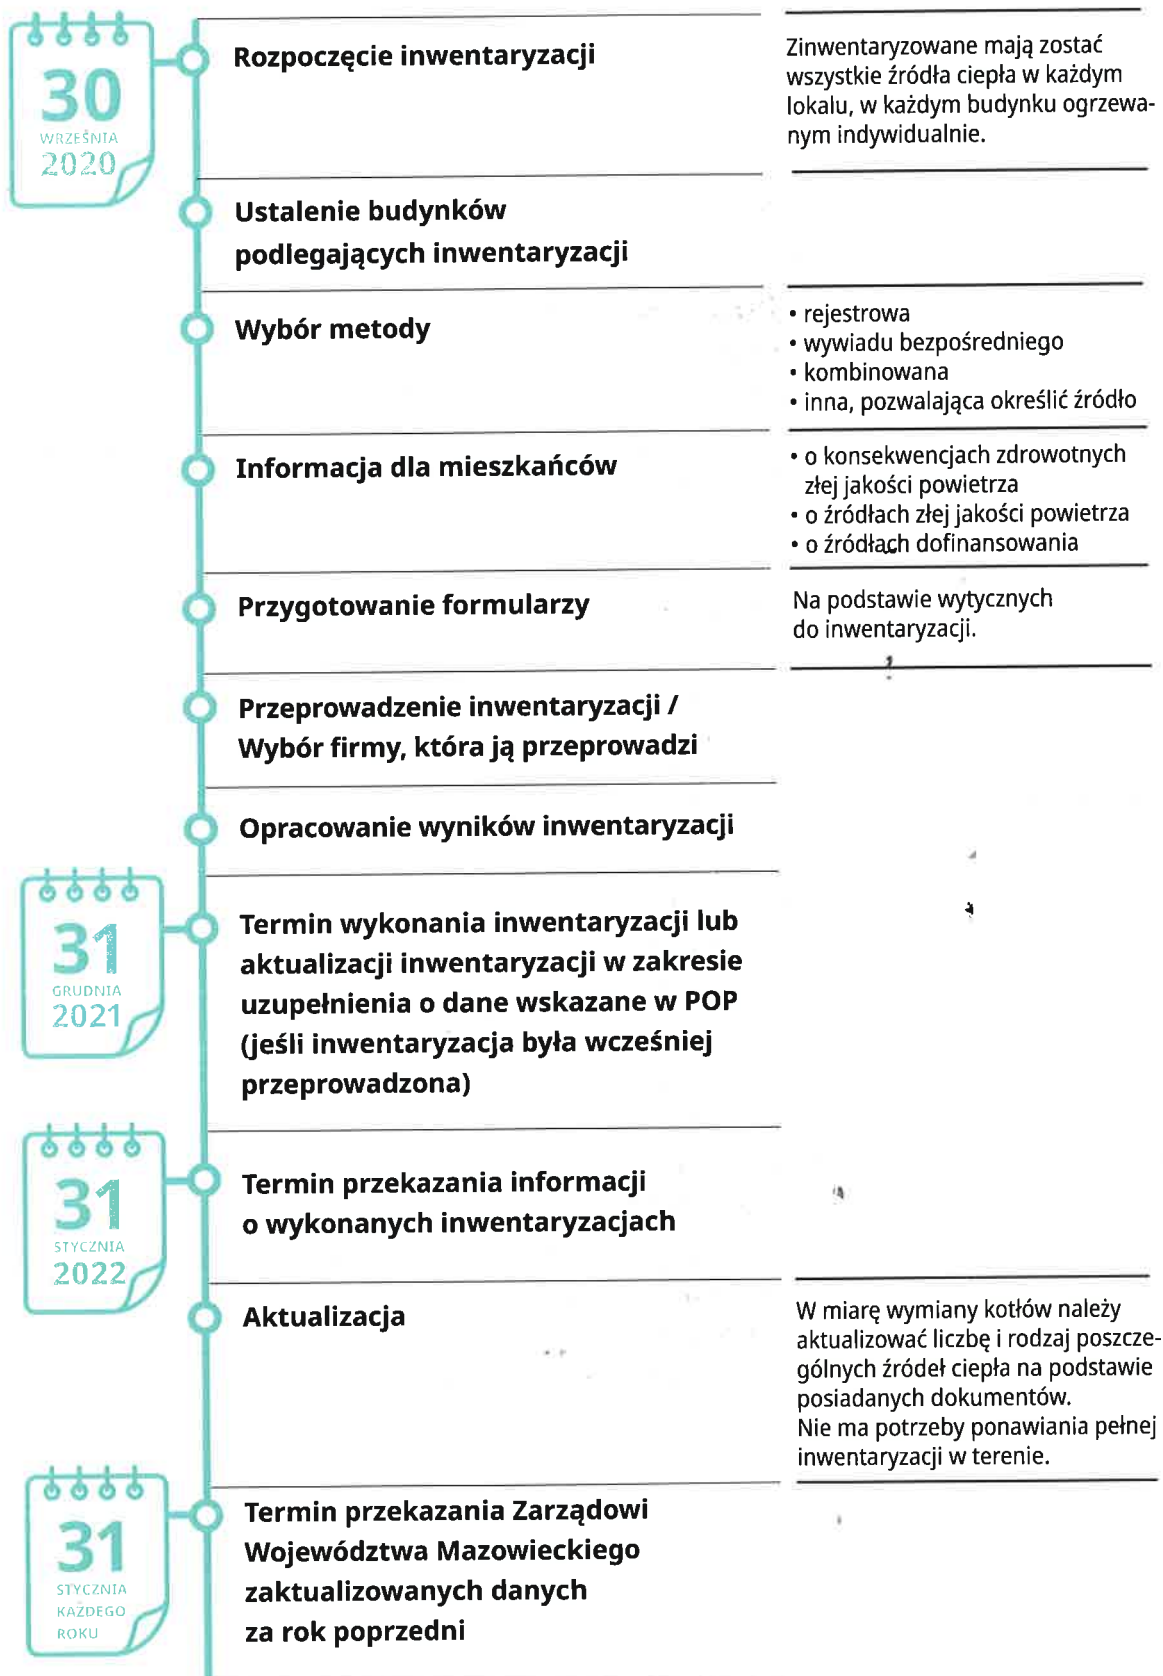 30
WRZEŚNIA
2020
Rozpoczęcie inwentaryzacji
Zinwentaryzowane mają zostać
wszystkie źródła ciepła w każdym
lokalu, w każdym budynku ogrzewa-
nym indywidualnie.
Ustalenie budynków
podlegających inwentaryzacji
Wybór metody
• rejestrowa
• wywiadu bezpośredniego
• kombinowana
• inna, pozwalająca określić źródło
Informacja dla mieszkańców
• o konsekwencjach zdrowotnych
złej jakości powietrza
• o źródłach złej jakości powietrza
• o źródłach dofinansowania
Przygotowanie formularzy
Na podstawie wytycznych
do inwentaryzacji.
Przeprowadzenie inwentaryzacji /
Wybór firmy, która ją przeprowadzi
Opracowanie wyników inwentaryzacji
31
GRUDNIA
2021
Termin wykonania inwentaryzacji lub
aktualizacji inwentaryzacji w zakresie
uzupełnienia o dane wskazane w POP
(jeśli inwentaryzacja była wcześniej
przeprowadzona)
31
STYCZNIA
2022
Termin przekazania informacji
o wykonanych inwentaryzacjach
Aktualizacja
W miarę wymiany kotłów należy
aktualizować liczbę i rodzaj poszcze-
gólnych źródeł ciepła na podstawie
posiadanych dokumentów.
Nie ma potrzeby ponawiania pełnej
inwentaryzacji w terenie.
31
STYCZNIA
KAŻDEGO
ROKU
Termin przekazania Zarządowi
Województwa Mazowieckiego
zaktualizowanych danych
za rok poprzedni